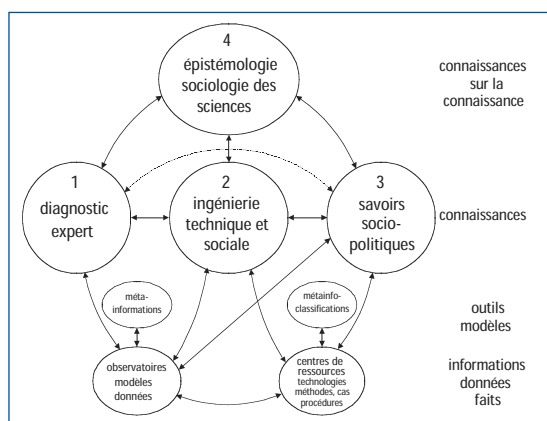 4
épistémologie
sociologie des
sciences
connaissances
sur la
connaissance
1
diagnostic
expert
2
ingénierie
technique et
sociale
3
savoirs
socio-
politiques
connaissances
méta-
informations
métainfo-
classifications
outils
modèles
observatoires
modèles
données
centres de
ressources
technologies
méthodes, cas
procédures
informations
données
faits